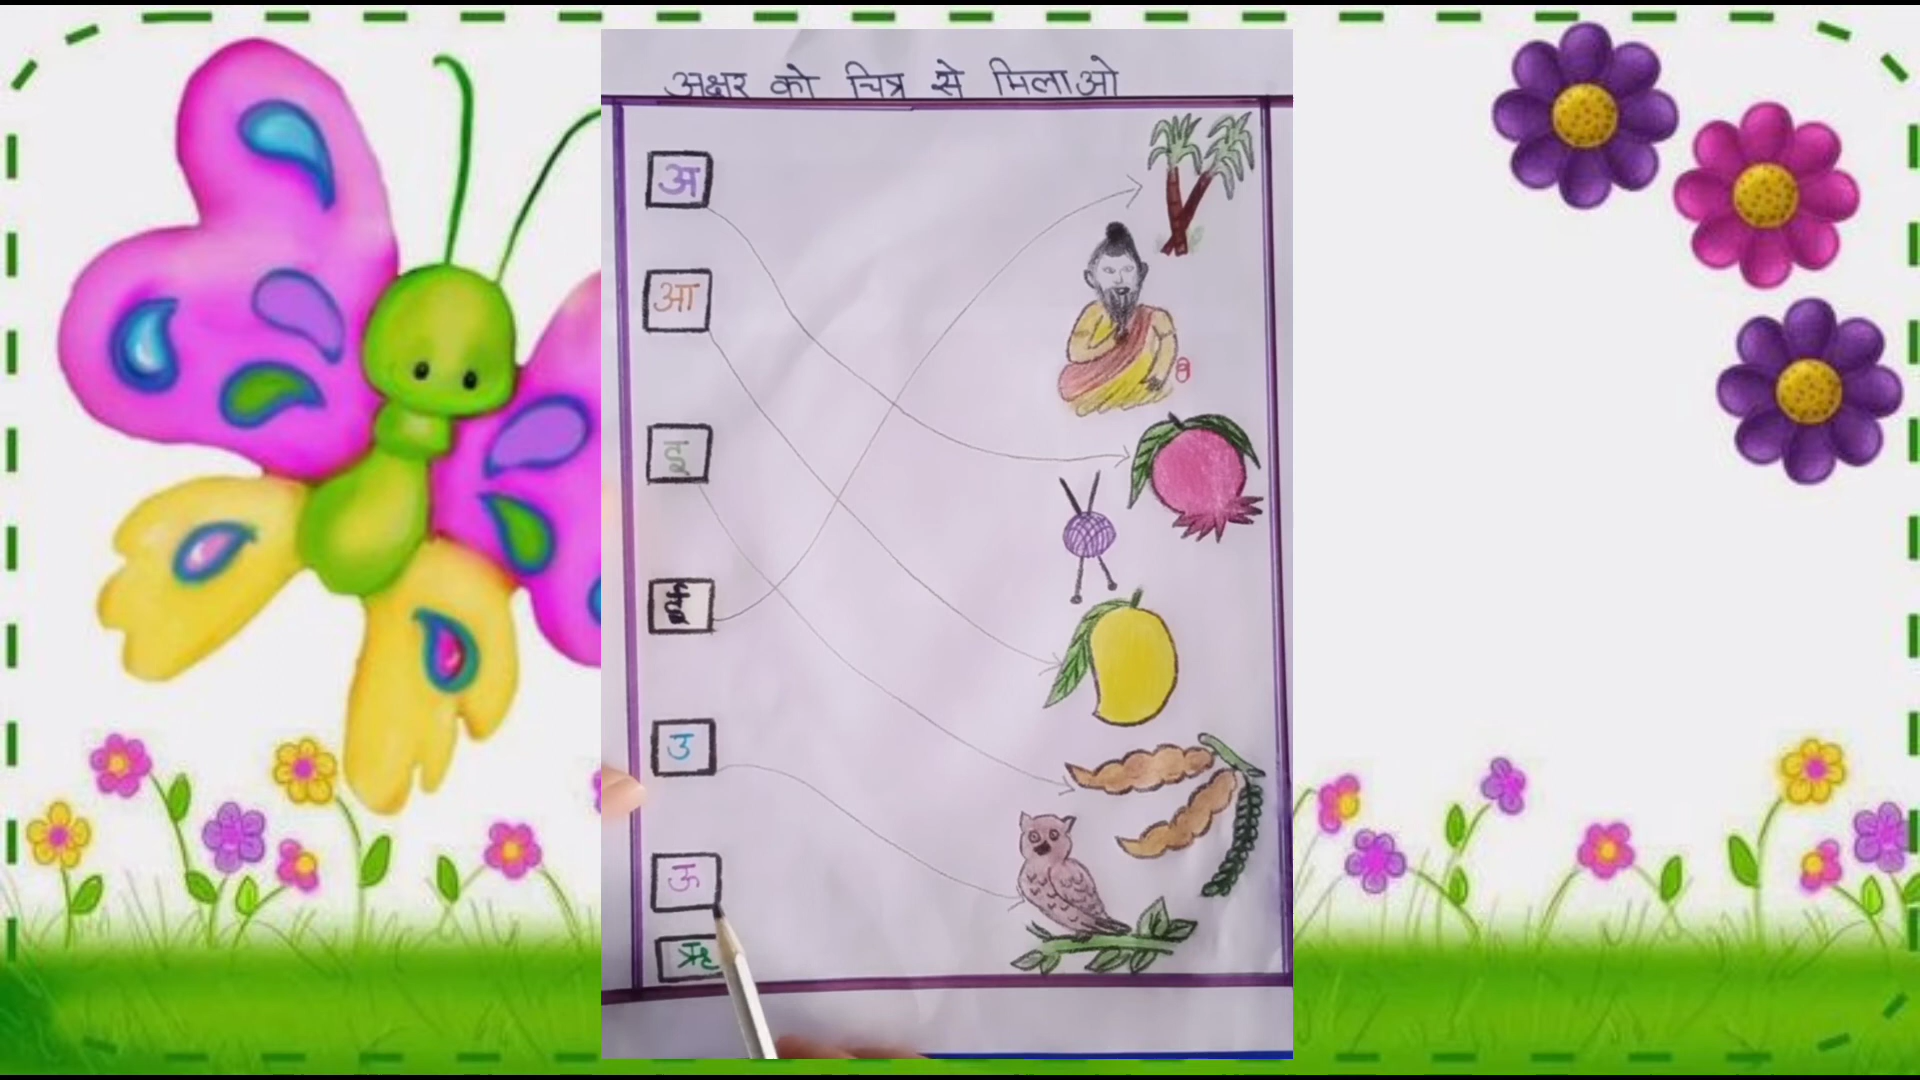 अक्षर को चित्र से मिलाओ
अ
आ
इ
ई
उ
ऊ
ऋ